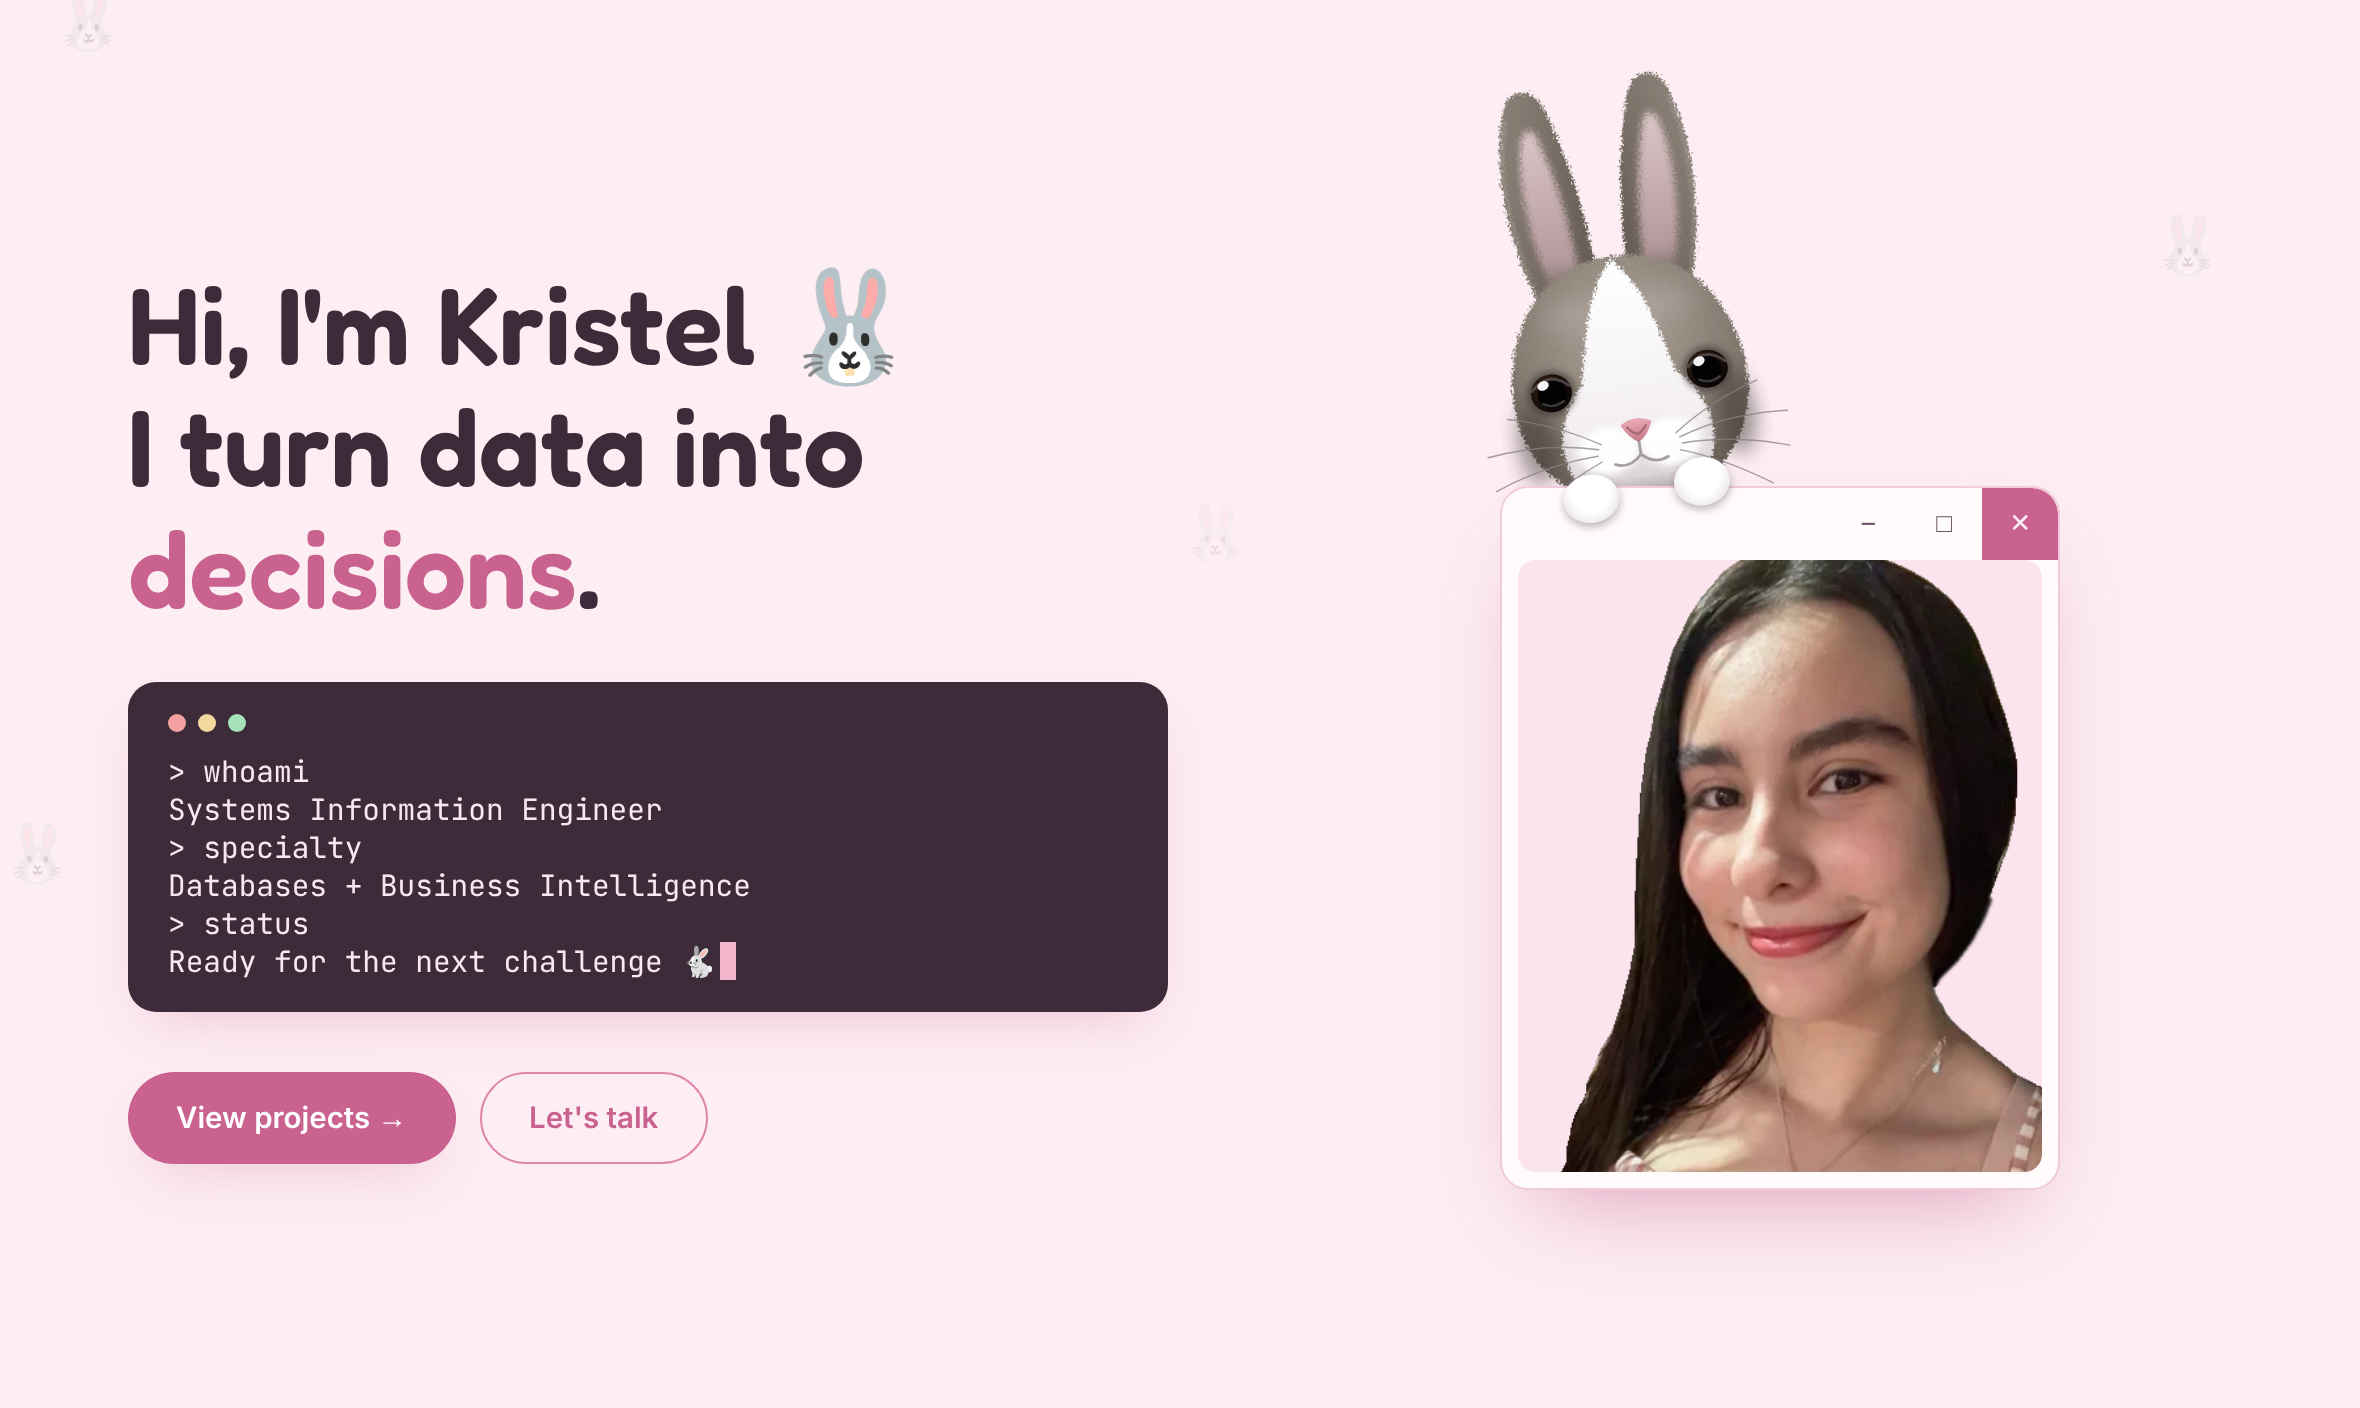 Hi, I'm Kristel 🐰
I turn data into
decisions.
> whoami
Systems Information Engineer
> specialty
Databases + Business Intelligence
> status
Ready for the next challenge 🐇
View projects →
Let's talk